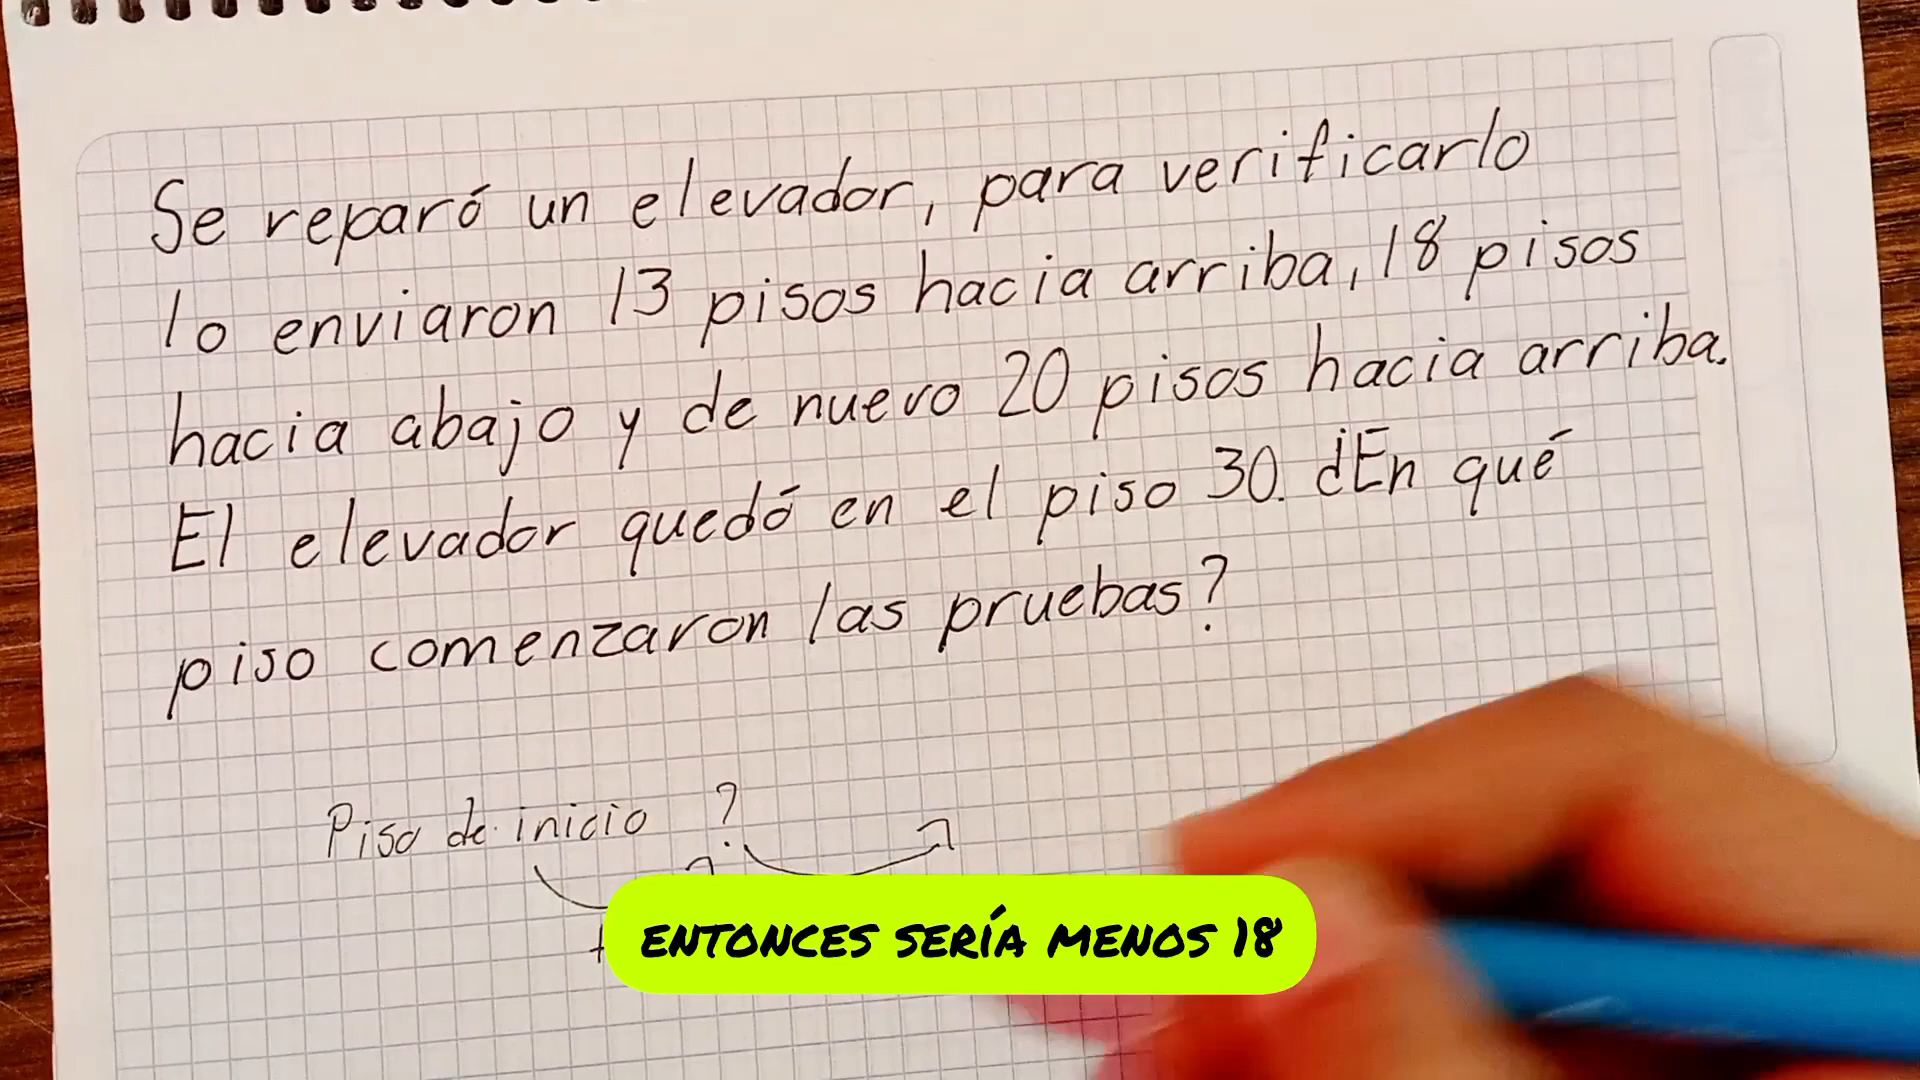 Se reparó un elevador, para verificarlo
lo enviaron 13 pisos hacia arriba, 18 pisos
hacia abajo y de nuevo 20 pisos hacia arriba.
El elevador quedó en el piso 30. ¿En qué
piso comenzaron las pruebas?
Piso de inicio ?
+
ENTONCES SERÍA MENOS 18